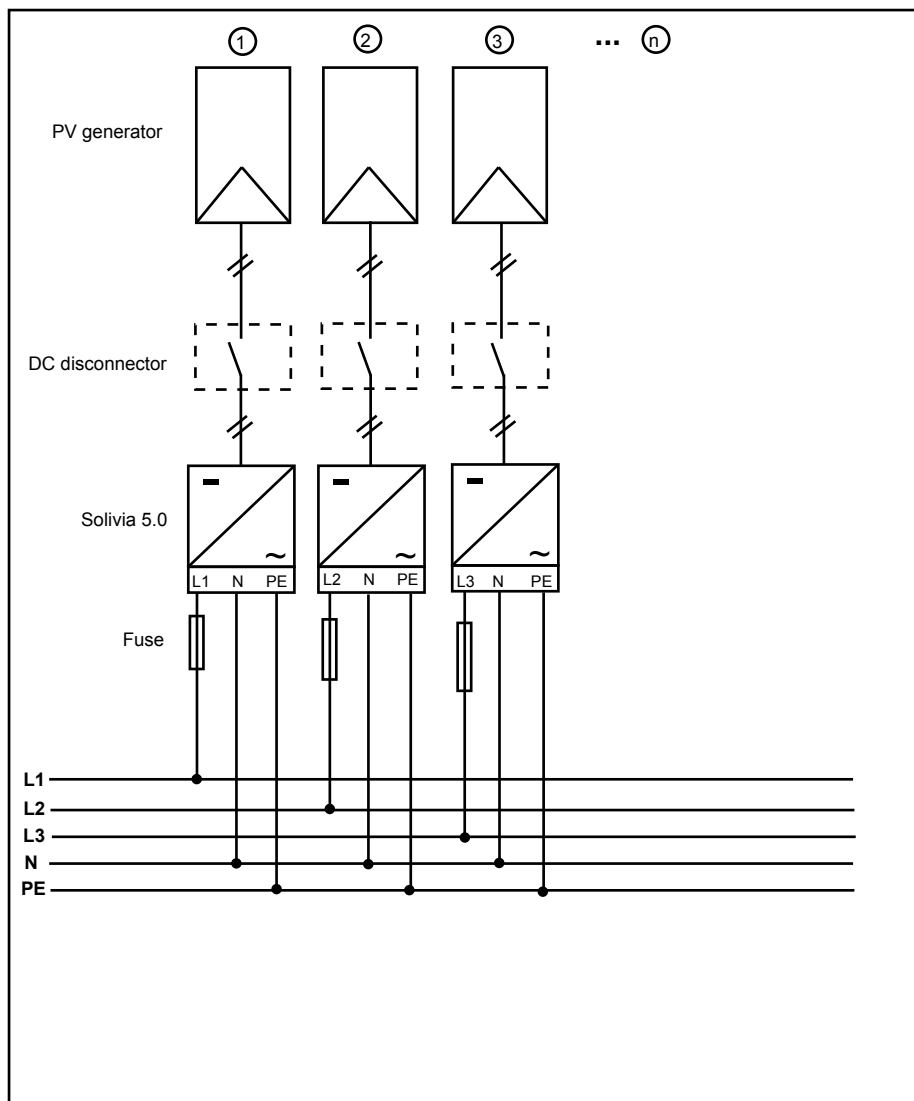 1 2 3 ... n
PV generator
DC disconnector
Solivia 5.0
~ ~ ~
L1 N PE L2 N PE L3 N PE
Fuse
L1
L2
L3
N
PE